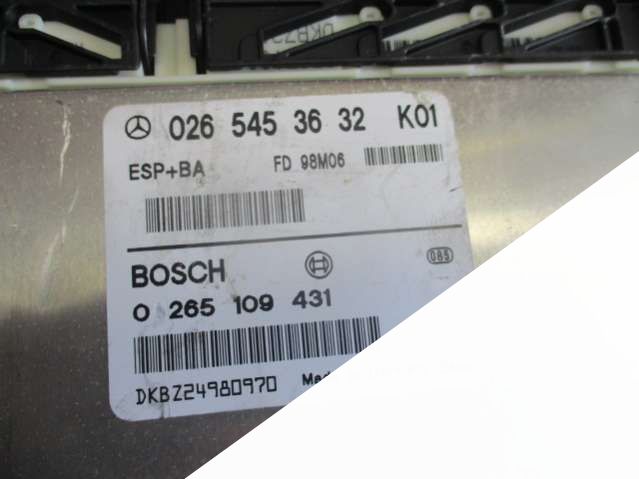 026 545 36 32 K01
ESP+BA FD 98M06
BOSCH 085
0 265 109 431
DKBZ24980970